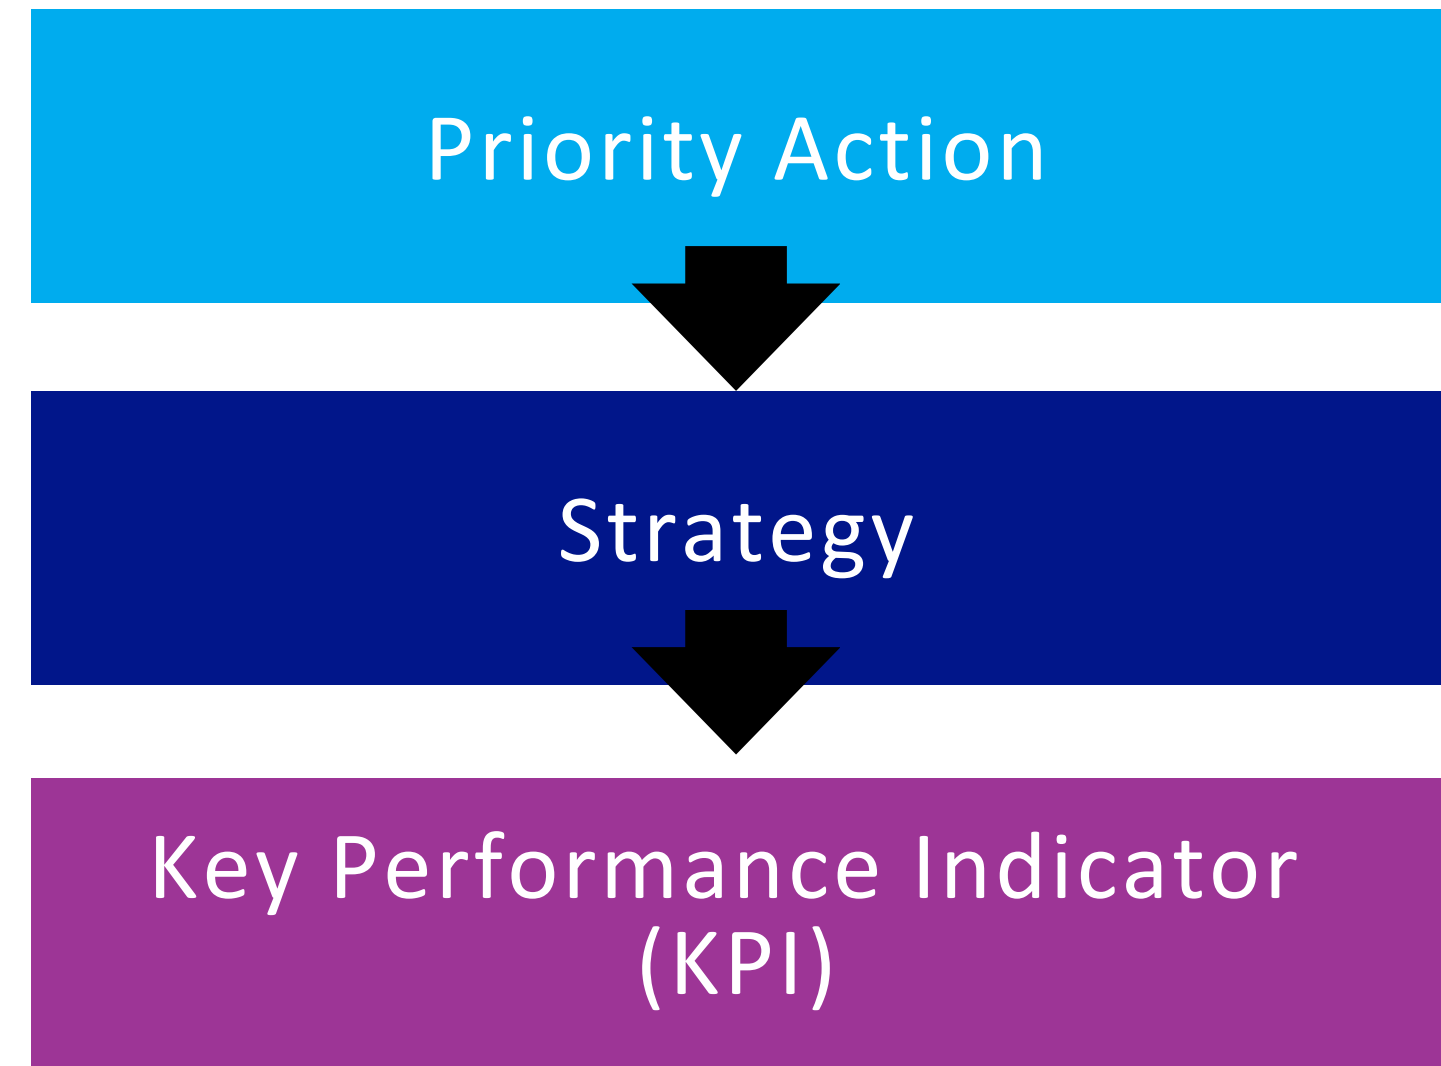 Priority Action
Strategy
Key Performance Indicator
(KPI)